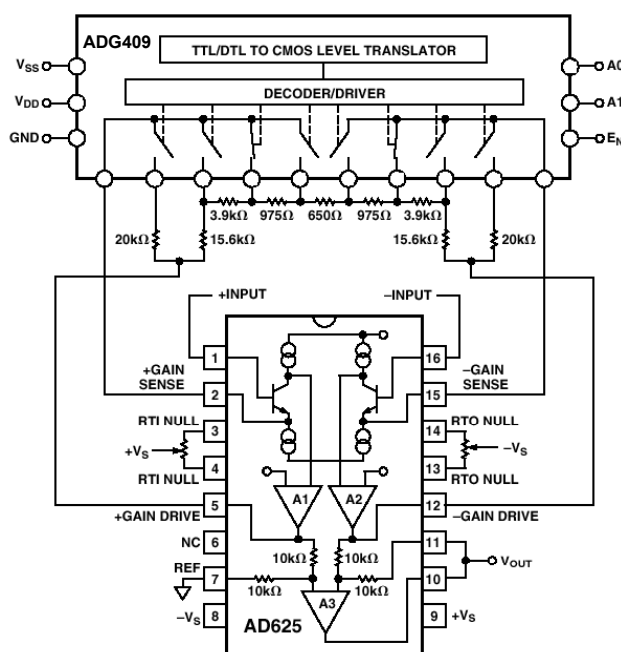 ADG409
TTL/DTL TO CMOS LEVEL TRANSLATOR
DECODER/DRIVER
VSS
VDD
GND
A0
A1
EN
3.9kΩ 975Ω 650Ω 975Ω 3.9kΩ
20kΩ 15.6kΩ 15.6kΩ 20kΩ
+INPUT
–INPUT
1
16
+GAIN SENSE
–GAIN SENSE
2
15
RTI NULL
3
14
RTO NULL
+VS
–VS
4
13
RTI NULL
RTO NULL
A1
A2
5
12
+GAIN DRIVE
–GAIN DRIVE
NC
6
11
10kΩ 10kΩ
VOUT
REF
7
10
10kΩ 10kΩ
A3
–VS
8
9
+VS
AD625